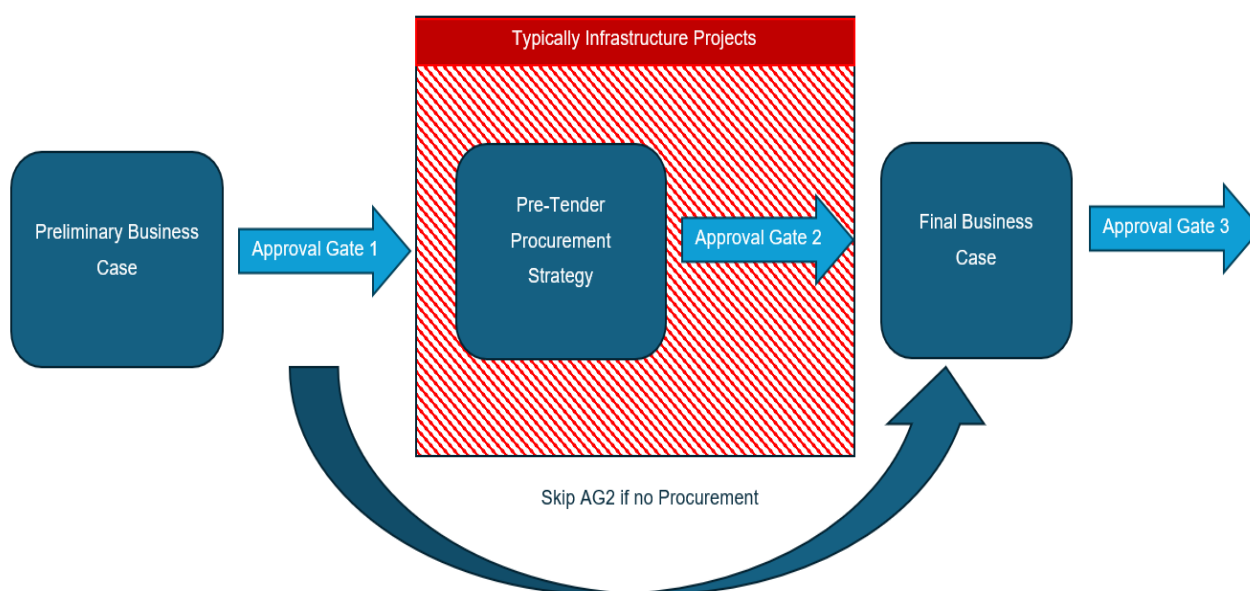 Typically Infrastructure Projects
Preliminary Business
Case
Approval Gate 1
Pre-Tender
Procurement
Strategy
Approval Gate 2
Final Business
Case
Approval Gate 3
Skip AG2 if no Procurement